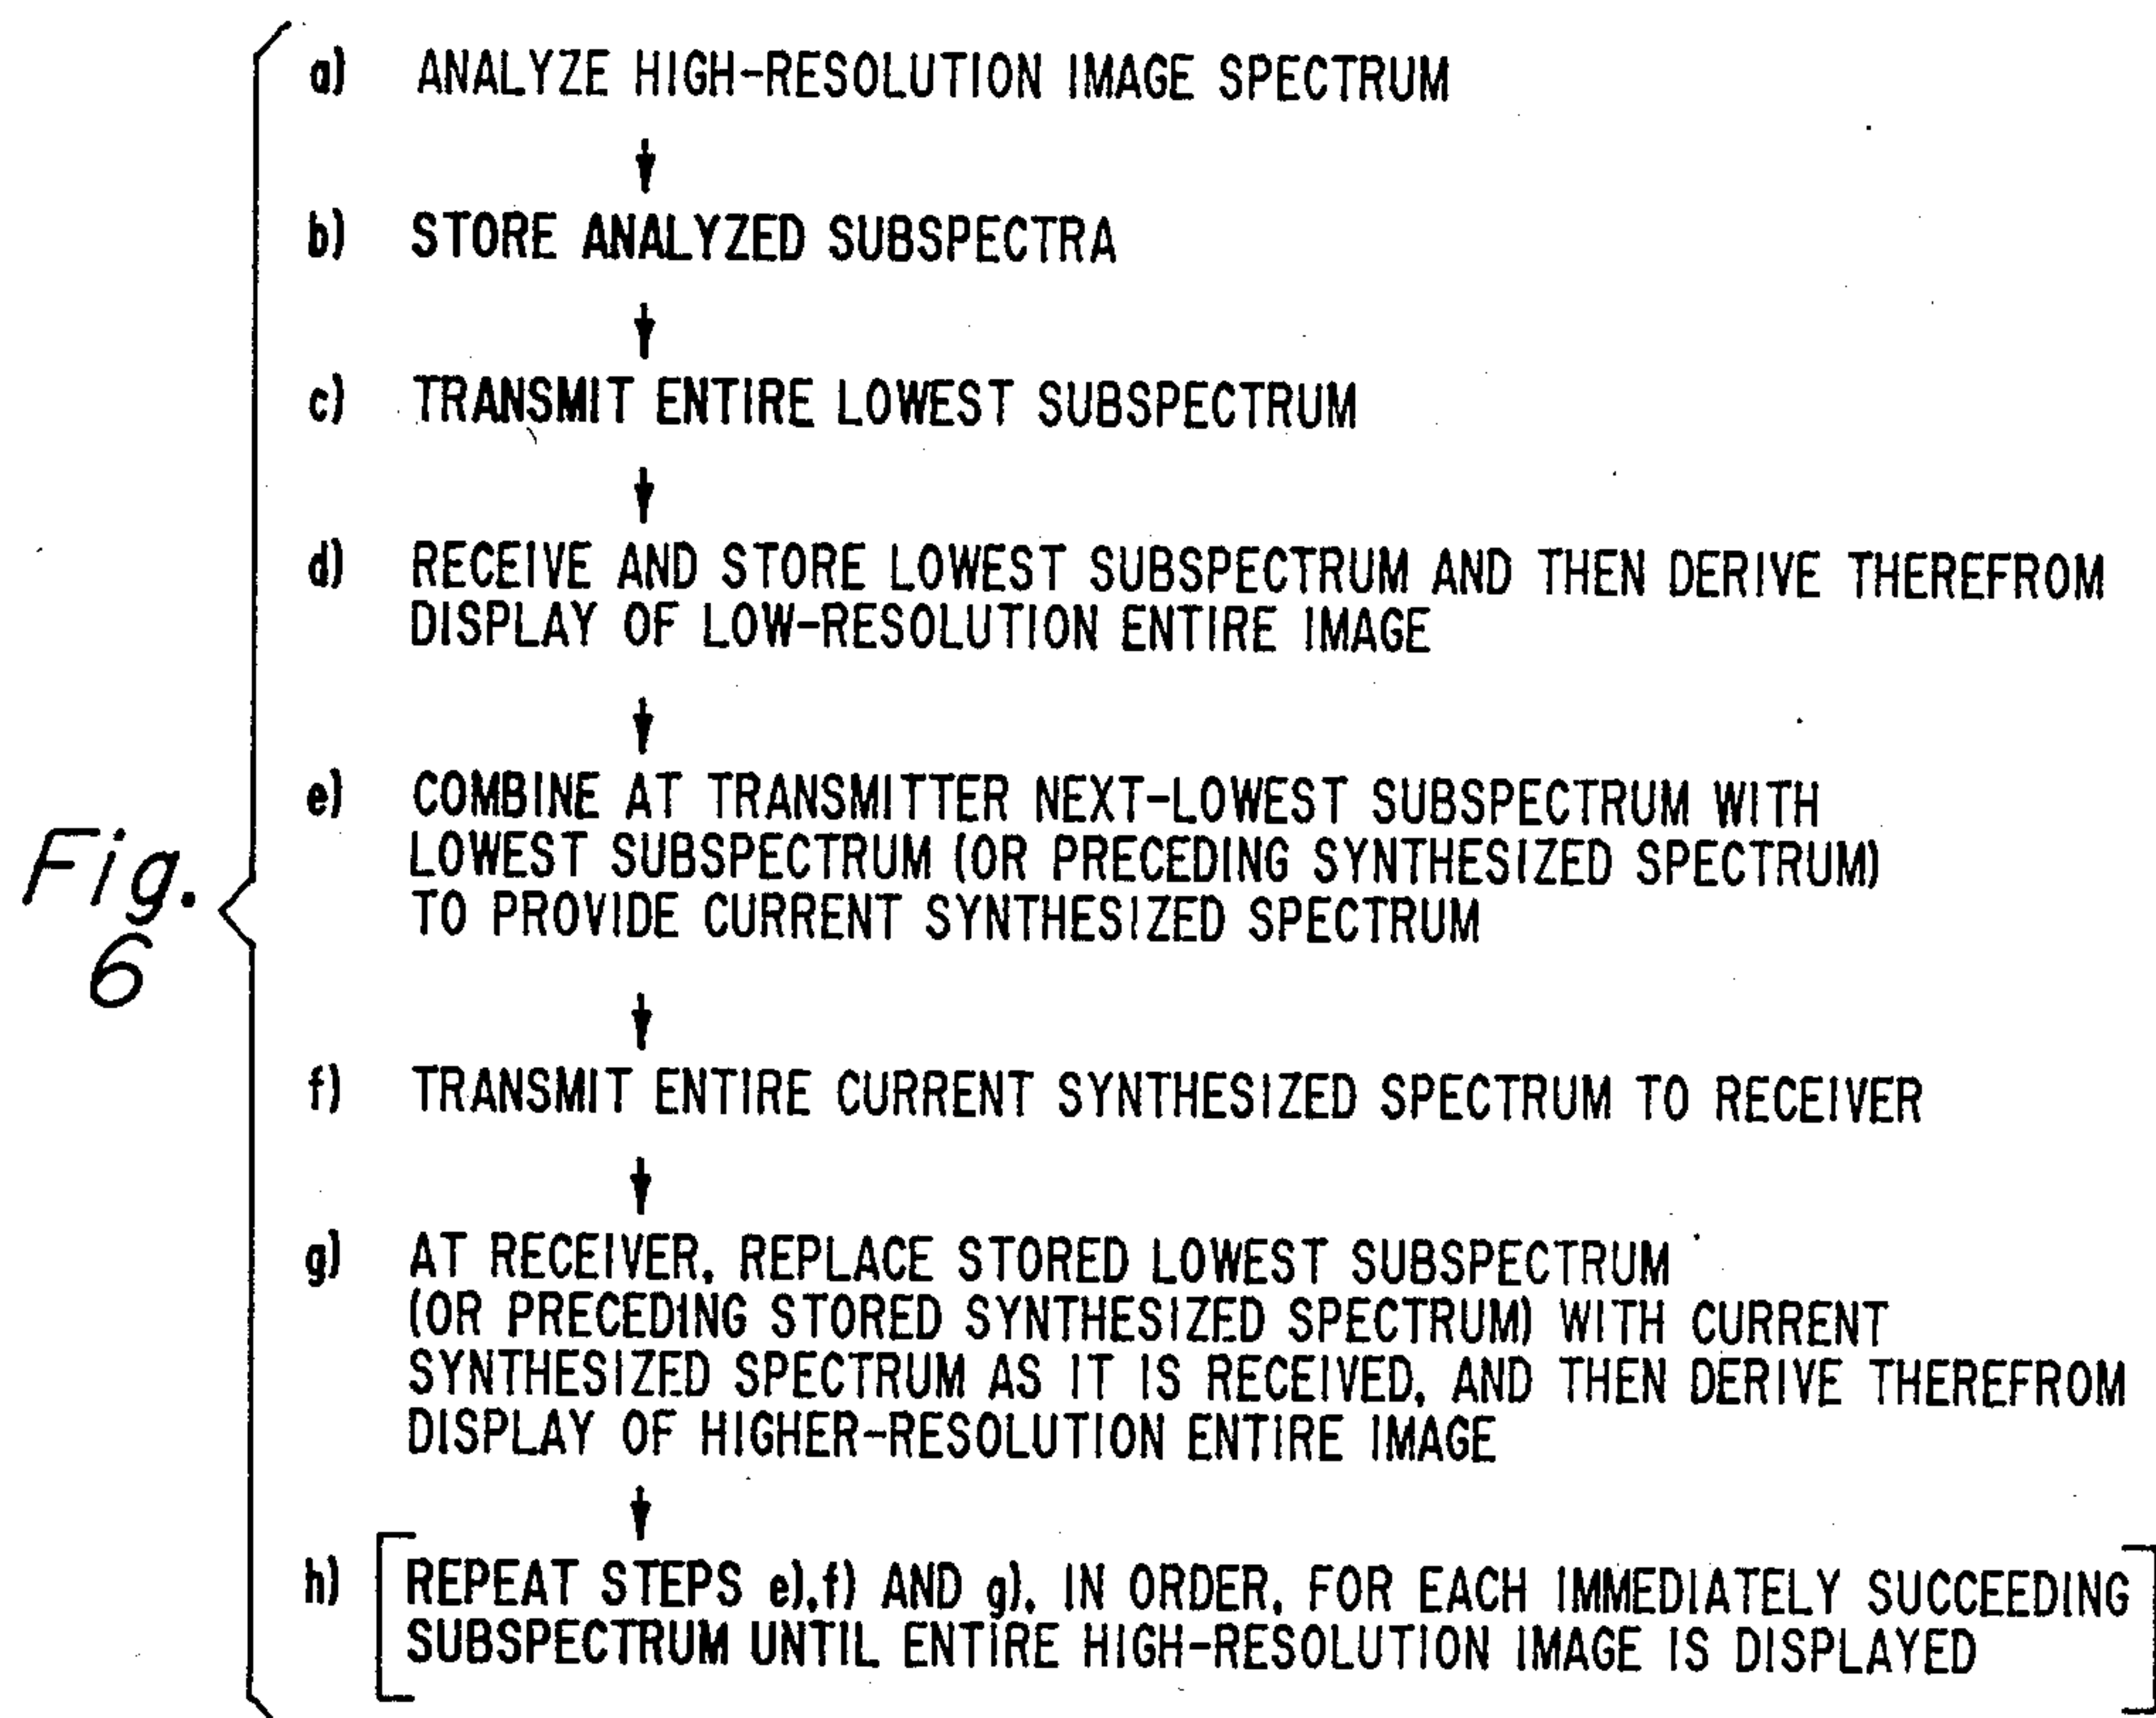 a) ANALYZE HIGH-RESOLUTION IMAGE SPECTRUM
b) STORE ANALYZED SUBSPECTRA
c) TRANSMIT ENTIRE LOWEST SUBSPECTRUM
d) RECEIVE AND STORE LOWEST SUBSPECTRUM AND THEN DERIVE THEREFROM
DISPLAY OF LOW-RESOLUTION ENTIRE IMAGE
e) COMBINE AT TRANSMITTER NEXT-LOWEST SUBSPECTRUM WITH
LOWEST SUBSPECTRUM (OR PRECEDING SYNTHESIZED SPECTRUM)
TO PROVIDE CURRENT SYNTHESIZED SPECTRUM
Fig.
6
f) TRANSMIT ENTIRE CURRENT SYNTHESIZED SPECTRUM TO RECEIVER
g) AT RECEIVER, REPLACE STORED LOWEST SUBSPECTRUM
(OR PRECEDING STORED SYNTHESIZED SPECTRUM) WITH CURRENT
SYNTHESIZED SPECTRUM AS IT IS RECEIVED, AND THEN DERIVE THEREFROM
DISPLAY OF HIGHER-RESOLUTION ENTIRE IMAGE
h) [REPEAT STEPS e),f) AND g), IN ORDER, FOR EACH IMMEDIATELY SUCCEEDING
SUBSPECTRUM UNTIL ENTIRE HIGH-RESOLUTION IMAGE IS DISPLAYED]